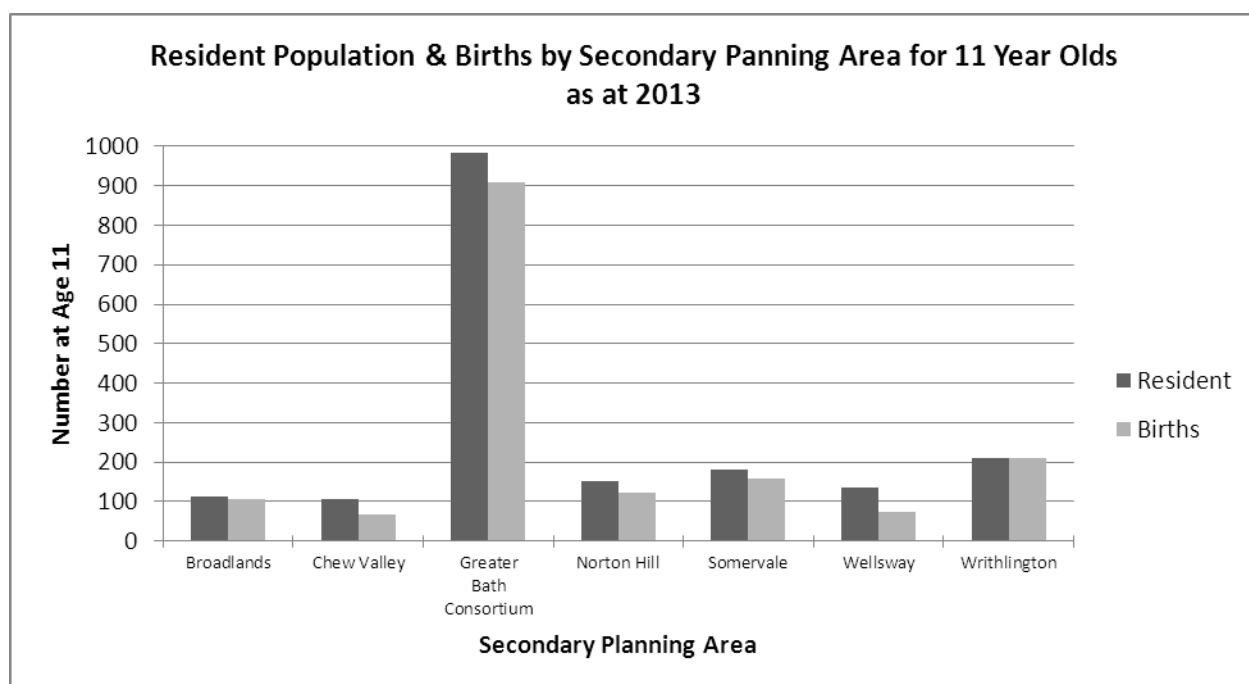 Resident Population & Births by Secondary Panning Area for 11 Year Olds
as at 2013
Number at Age 11
1000
900
800
700
600
500
400
300
200
100
0
Broadlands
Chew Valley
Greater
Bath
Consortium
Norton Hill
Somervale
Wellsway
Writhlington
Secondary Planning Area
Resident
Births